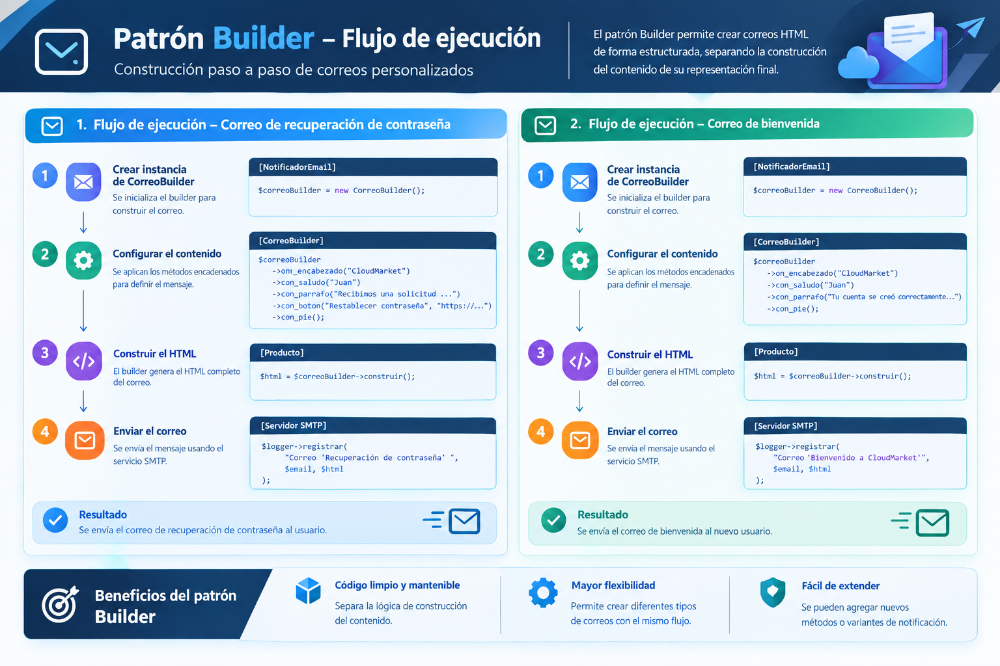 Patrón Builder – Flujo de ejecución
Construcción paso a paso de correos personalizados
El patrón Builder permite crear correos HTML
de forma estructurada, separando la construcción
del contenido de su representación final.
1. Flujo de ejecución – Correo de recuperación de contraseña
1
Crear instancia
de CorreoBuilder
Se inicializa el builder para
construir el correo.
[NotificadorEmail]
$correoBuilder = new CorreoBuilder();
2
Configurar el contenido
Se aplican los métodos encadenados
para definir el mensaje.
[CorreoBuilder]
$correoBuilder
->on_encabezado("CloudMarket")
->con_saludo("Juan")
->con_parrafo("Recibimos una solicitud ...")
->con_boton("Restablecer contraseña", "https://...")
->con_pie();
3
Construir el HTML
El builder genera el HTML completo
del correo.
[Producto]
$html = $correoBuilder->construir();
4
Enviar el correo
Se envía el mensaje usando el
servicio SMTP.
[Servidor SMTP]
$logger->registrar(
"Correo 'Recuperación de contraseña' ",
$email, $html
);
Resultado
Se envía el correo de recuperación de contraseña al usuario.
2. Flujo de ejecución – Correo de bienvenida
1
Crear instancia
de CorreoBuilder
Se inicializa el builder para
construir el correo.
[NotificadorEmail]
$correoBuilder = new CorreoBuilder();
2
Configurar el contenido
Se aplican los métodos encadenados
para definir el mensaje.
[CorreoBuilder]
$correoBuilder
->on_encabezado("CloudMarket")
->con_saludo("Juan")
->con_parrafo("Tu cuenta se creó correctamente...")
->con_pie();
3
Construir el HTML
El builder genera el HTML completo
del correo.
[Producto]
$html = $correoBuilder->construir();
4
Enviar el correo
Se envía el mensaje usando el
servicio SMTP.
[Servidor SMTP]
$logger->registrar(
"Correo 'Bienvenido a CloudMarket'",
$email, $html
);
Resultado
Se envía el correo de bienvenida al nuevo usuario.
Beneficios del patrón
Builder
Código limpio y mantenible
Separa la lógica de construcción
del contenido.
Mayor flexibilidad
Permite crear diferentes tipos
de correos con el mismo flujo.
Fácil de extender
Se pueden agregar nuevos
métodos o variantes de notificación.